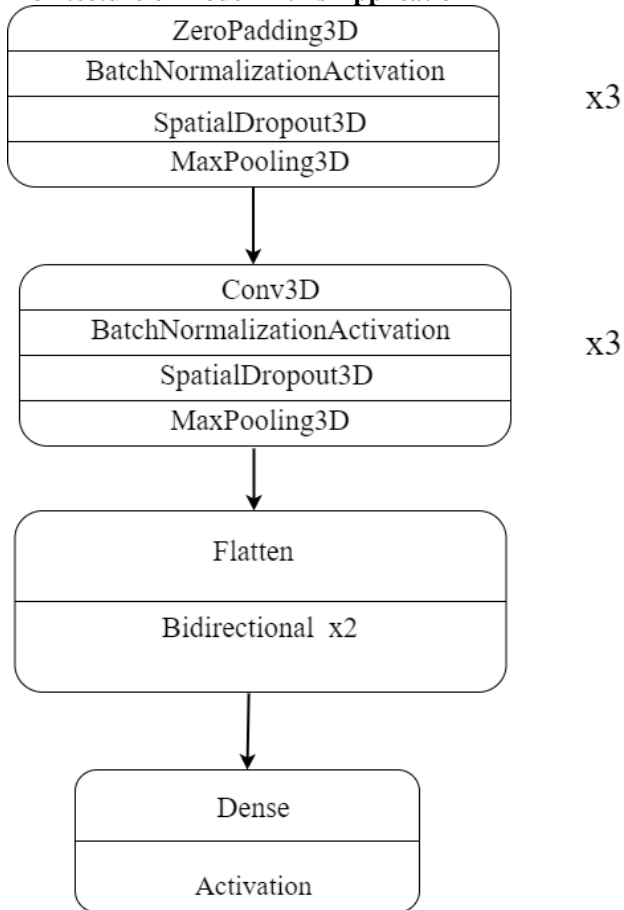 ZeroPadding3D
BatchNormalizationActivation
x3
SpatialDropout3D
MaxPooling3D
Conv3D
BatchNormalizationActivation
x3
SpatialDropout3D
MaxPooling3D
Flatten
Bidirectional x2
Dense
Activation